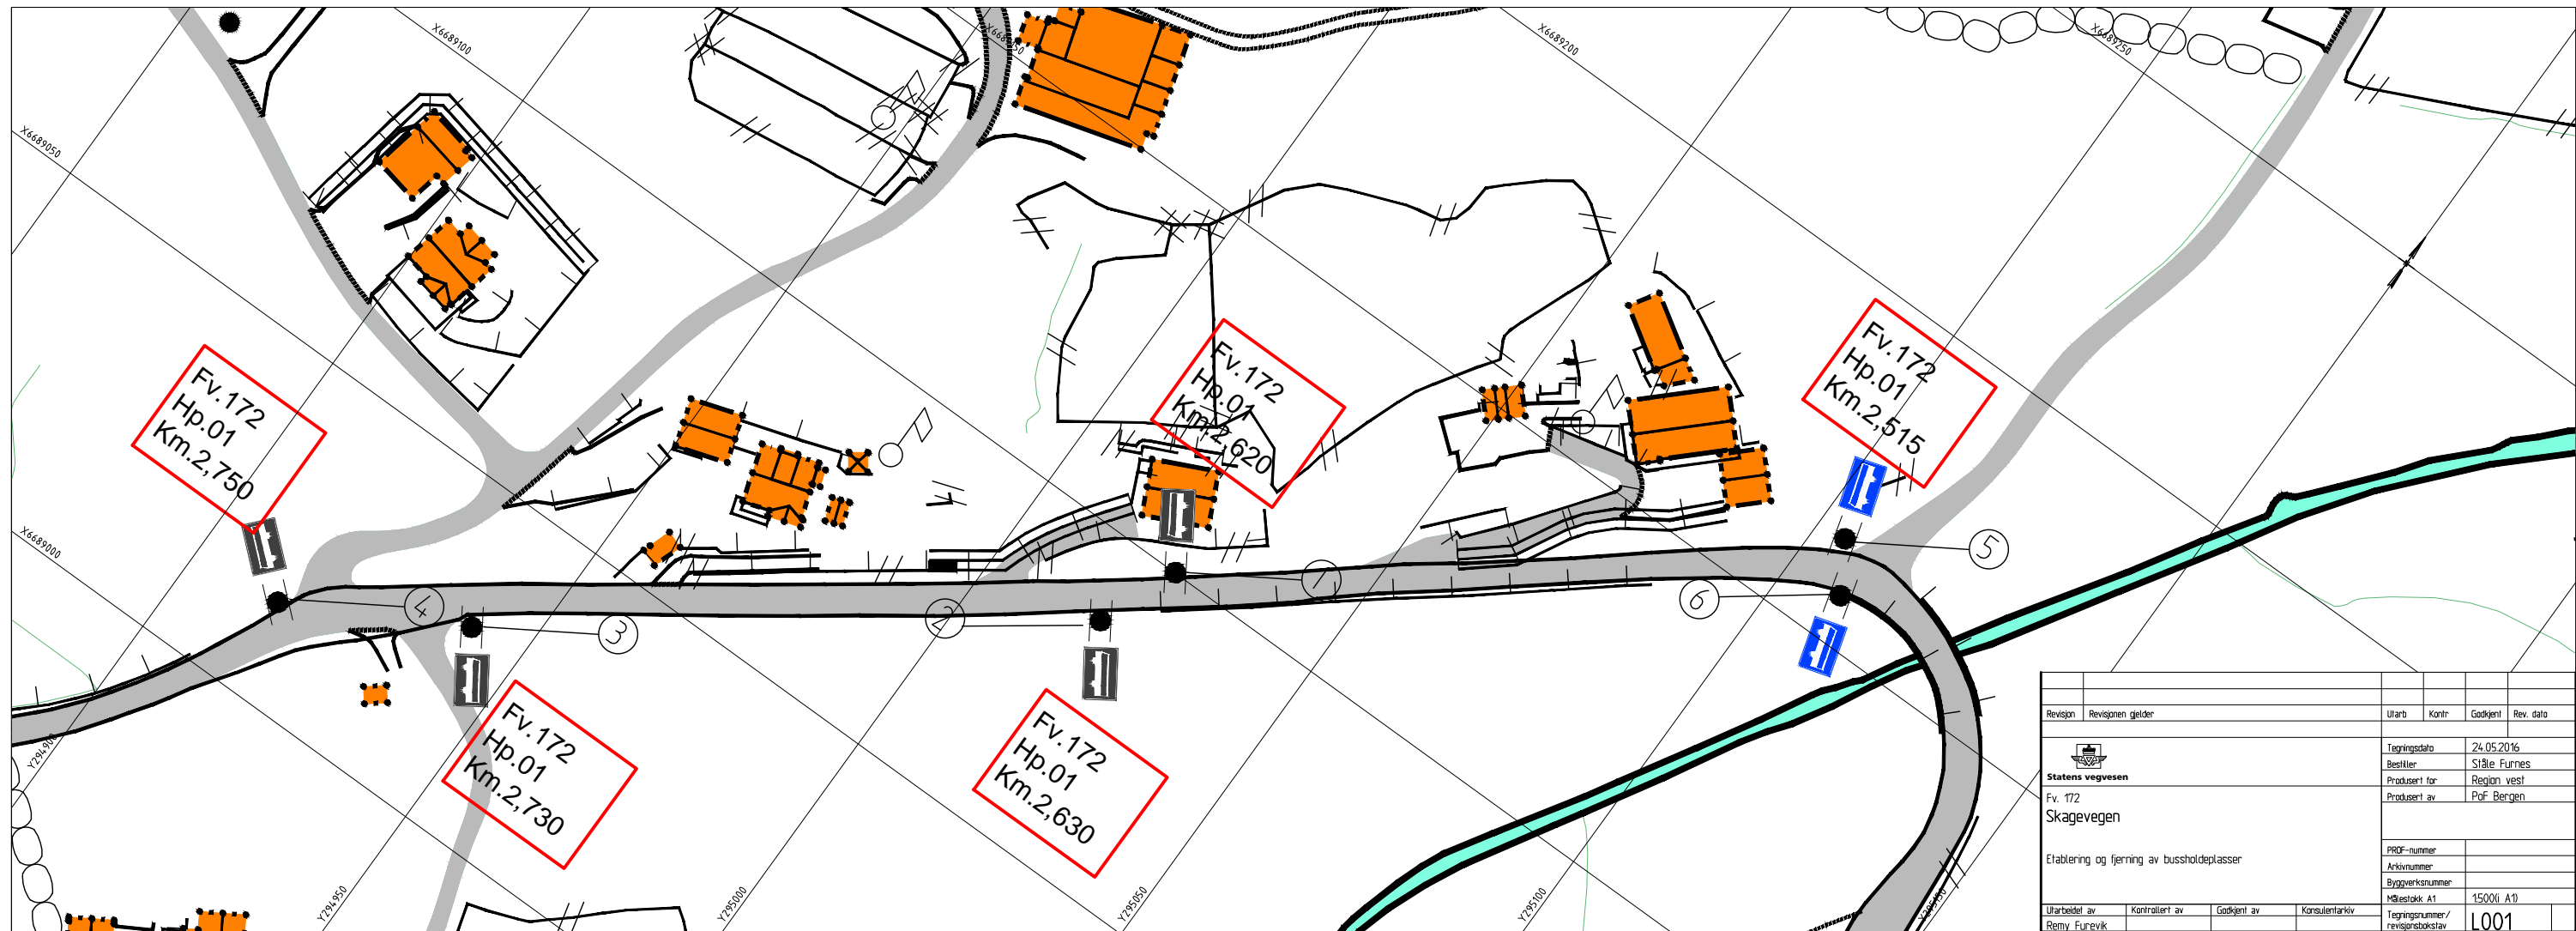 X6689100
X6689200
X6689250
X6689050
Fv.172
Hp.01
Km.2,515
Fv.172
Hp.01
Km.2,620
Fv.172
Hp.01
Km.2,750
X6689000
5
4
1
6
2
3
Fv.172
Hp.01
Km.2,730
Fv.172
Hp.01
Km.2,630
Y294900
Y294950
Y295000
Y295050
Y295100
Y295150
Revisjon Revisjonen gjelder Utarb Kontr Godkjent Rev. dato
Statens vegvesen
Tegningsdato 24.05.2016
Bestiller Ståle Furnes
Produsert for Region vest
Produsert av PoF Bergen
Fv. 172
Skagevegen
Etablering og fjerning av bussholdeplasser
PROF-nummer
Arkivnummer
Byggverksnummer
Målestokk A1 1:500(i A1)
Utarbeidet av Kontrollert av Godkjent av Konsulentarkiv
Remy Furevik
Tegningsnummer/
revisjonsbokstav L001